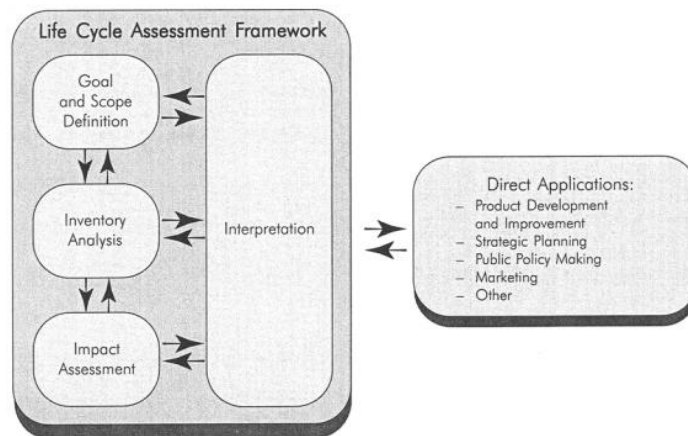 Life Cycle Assessment Framework
Goal
and Scope
Definition
Inventory
Analysis
Impact
Assessment
Interpretation
Direct Applications:
– Product Development
and Improvement
– Strategic Planning
– Public Policy Making
– Marketing
– Other